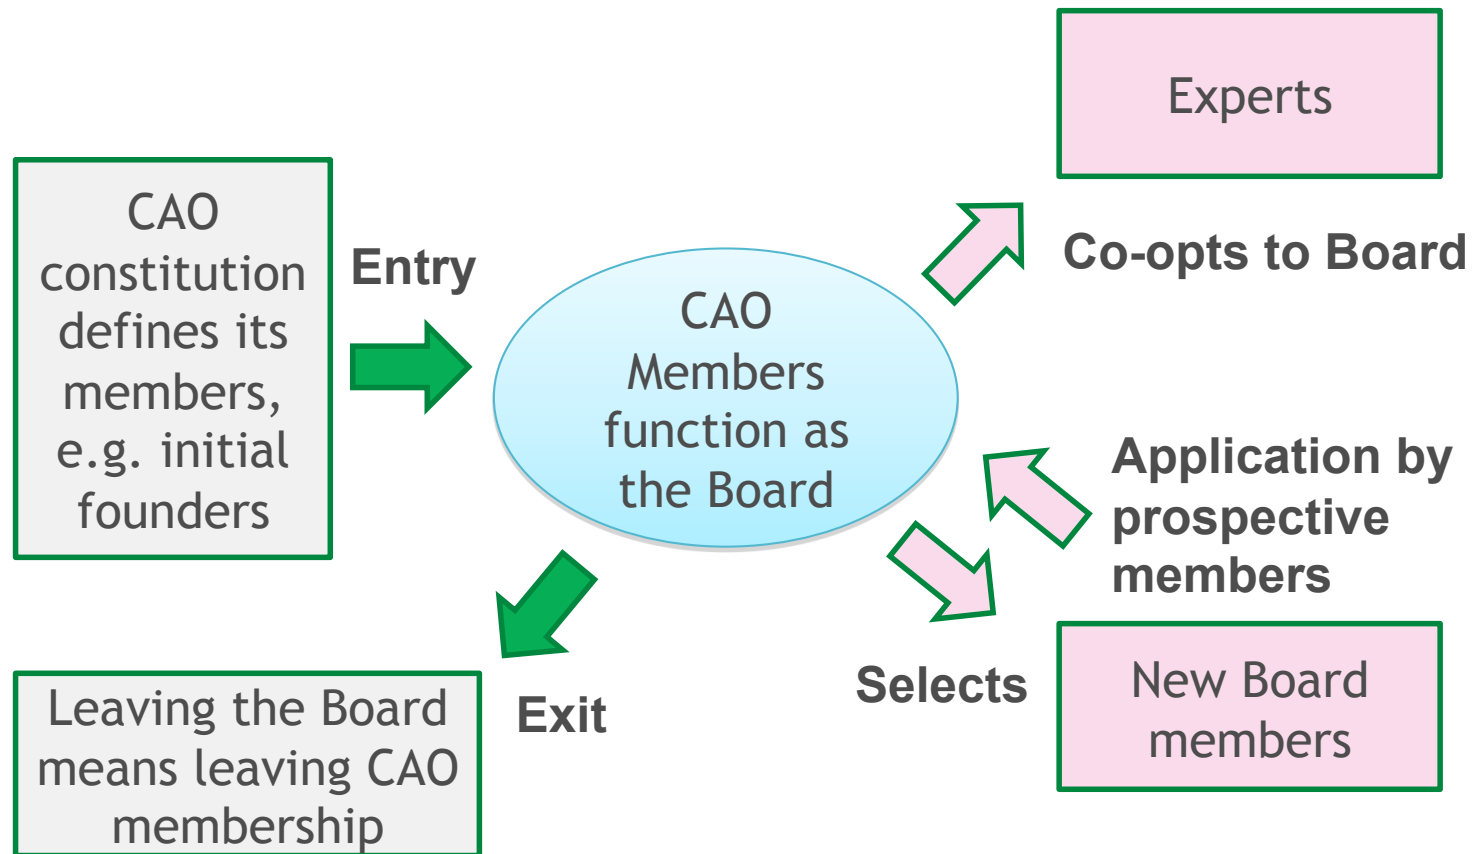 Experts
Co-opts to Board
CAO
constitution
defines its
members,
e.g. initial
founders
Entry
CAO
Members
function as
the Board
Application by
prospective
members
Selects
New Board
members
Exit
Leaving the Board
means leaving CAO
membership